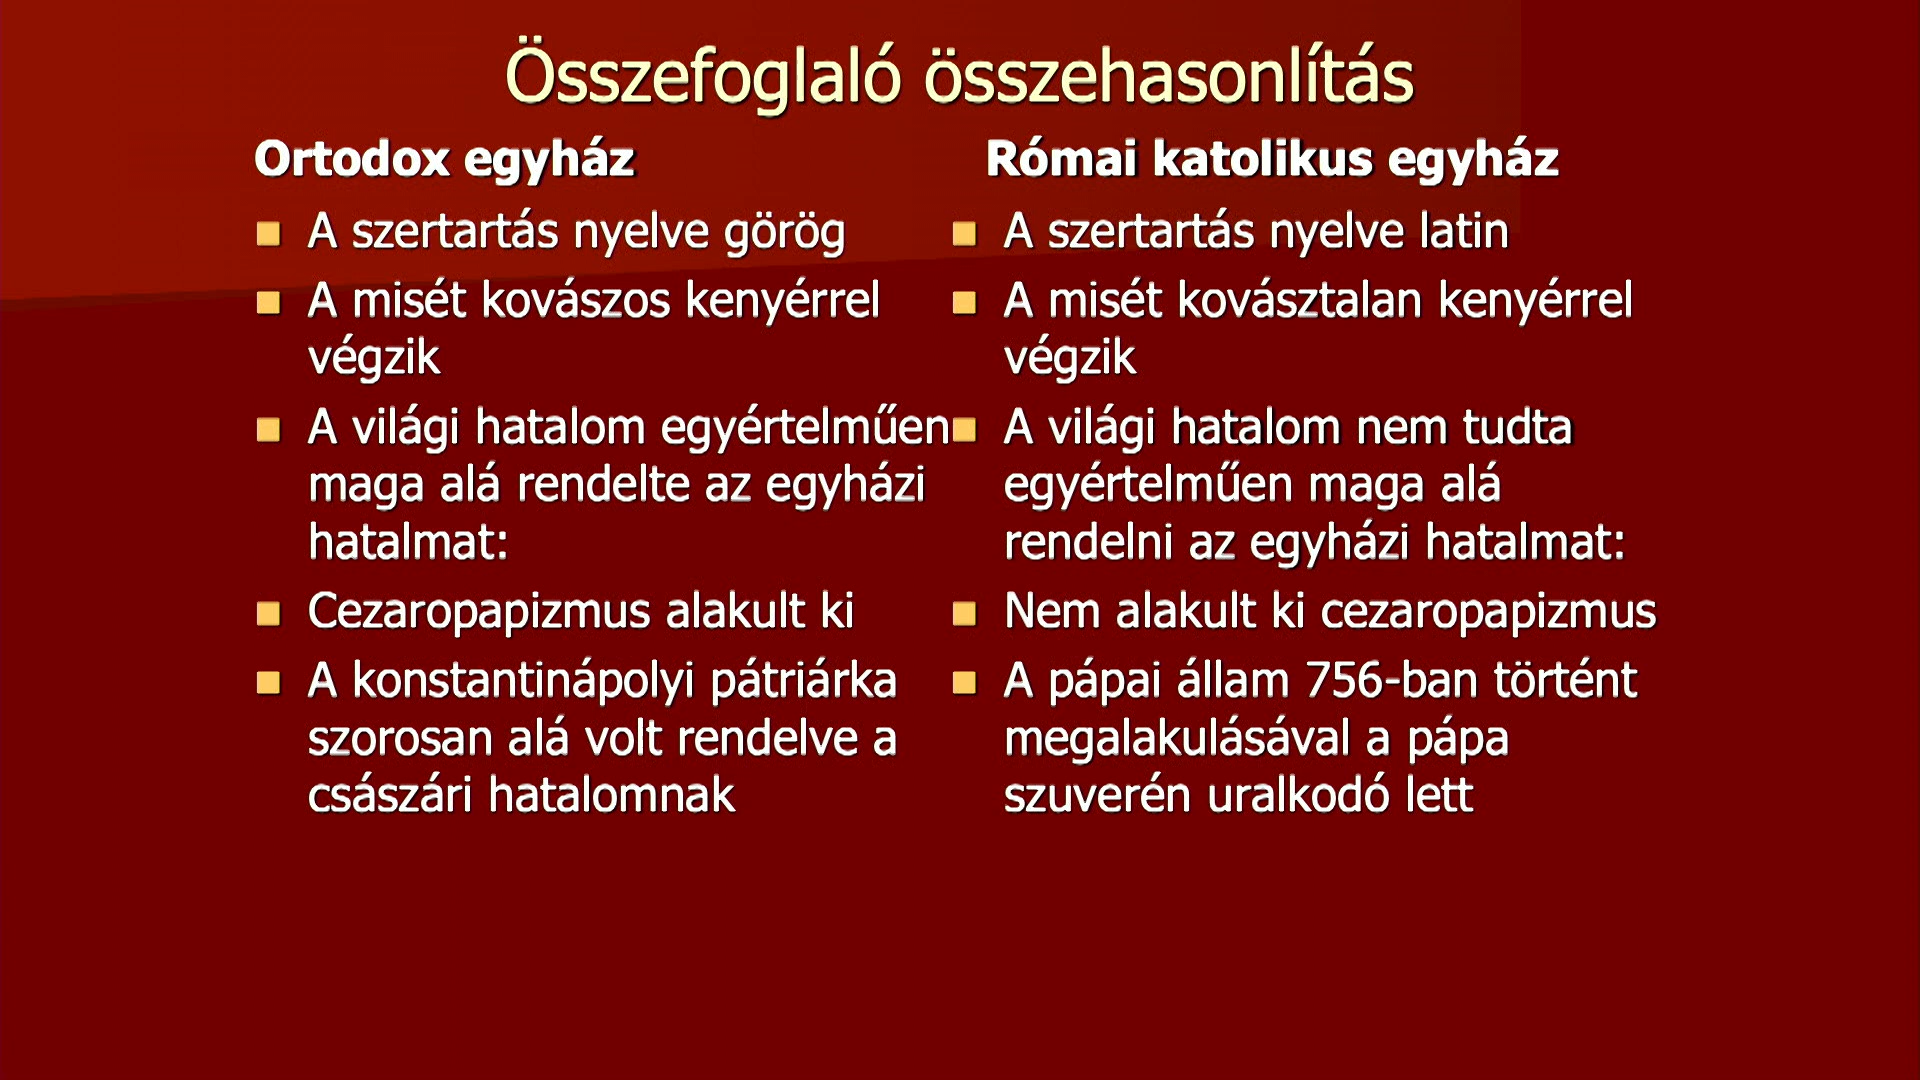 Összefoglaló összehasonlítás
Ortodox egyház
A szertartás nyelve görög
A misét kovászos kenyérrel
végzik
A világi hatalom egyértelműen
maga alá rendelte az egyházi
hatalmat:
Cezaropapizmus alakult ki
A konstantinápolyi pátriárka
szorosan alá volt rendelve a
császári hatalomnak
Római katolikus egyház
A szertartás nyelve latin
A misét kovásztalan kenyérrel
végzik
A világi hatalom nem tudta
egyértelműen maga alá
rendelni az egyházi hatalmat:
Nem alakult ki cezaropapizmus
A pápai állam 756-ban történt
megalakulásával a pápa
szuverén uralkodó lett